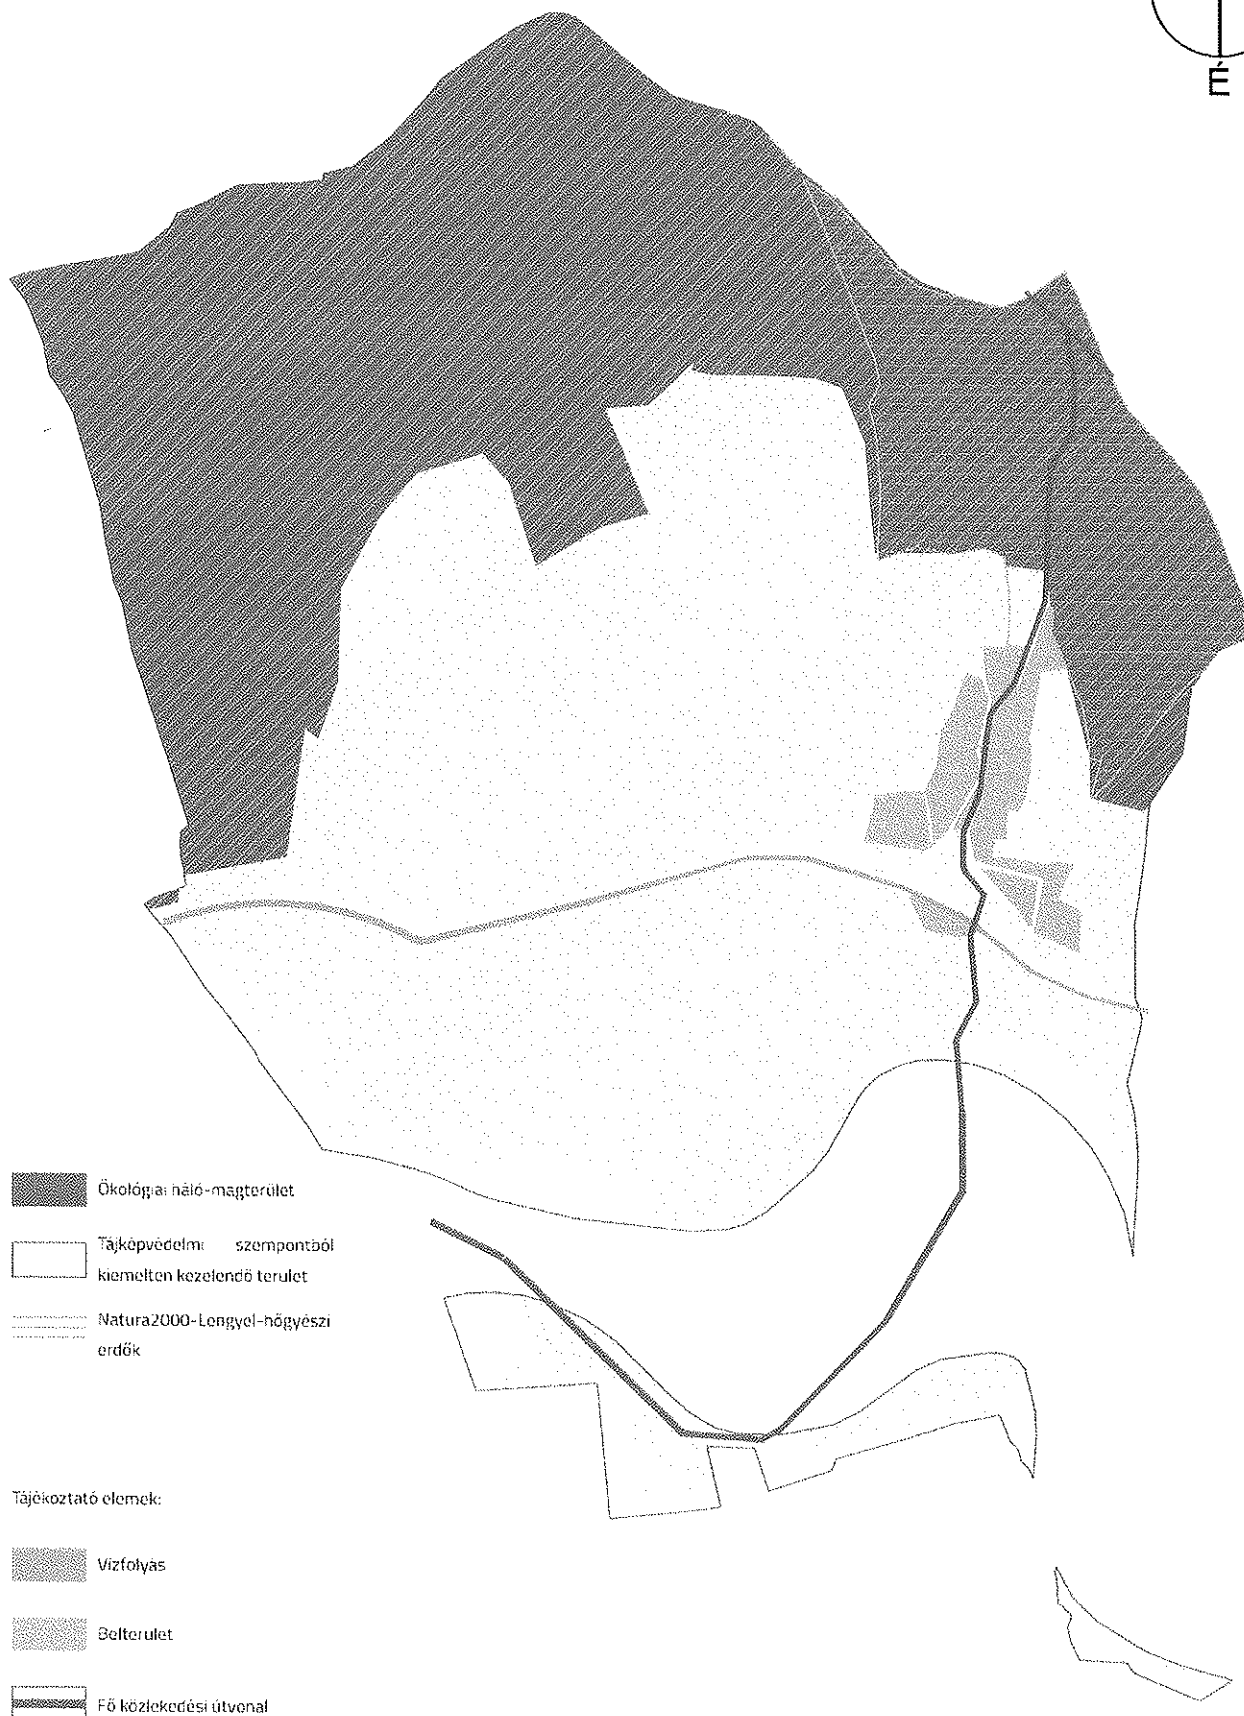 É
Ökológiai háló-magterület
Tájképvédelmi szempontból
kiemelten kezelendő terület
Natura2000-Lengyel-hőgyészi
erdők
Tájékoztató elemek:
Vízfolyás
Belterület
Fő közlekedési útvonal